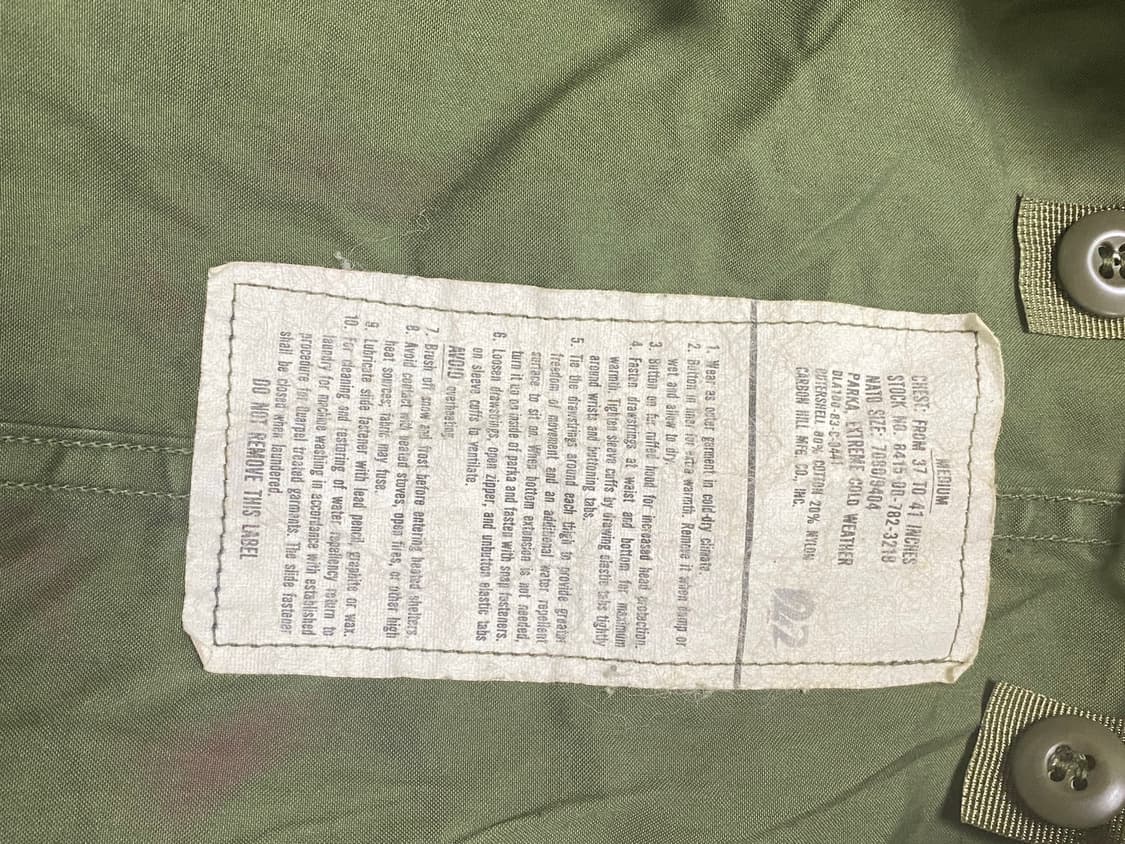 MEDIUM
CHEST: FROM 37 TO 41 INCHES
STOCK NO. 8415-00-782-3218
NATO SIZE: 7080/9404
PARKA, EXTREME COLD WEATHER
DLA100-83-C-0441
OUTERSHELL 80% COTTON 20% NYLON
CARBON HILL MFG. CO., INC.
22
1. Wear as outer garment in cold-dry climate.
2. Button in liner for extra warmth. Remove it when damp or
wet and allow to dry.
3. Button on fur ruffed hood for increased head protection.
4. Fasten drawstrings at waist and bottom for maximum
warmth. Tighten sleeve cuffs by drawing elastic tabs tightly
around wrists and buttoning tabs.
5. Tie the drawstrings around each thigh to provide greater
freedom of movement and an additional water repellent
surface to sit on. When bottom extension is not needed,
turn it up on inside of parka and fasten with snap fasteners.
6. Loosen drawstrings, open zipper, and unbutton elastic tabs
on sleeve cuffs to ventilate.
AVOID overheating.
7. Brush off snow and frost before entering heated shelters.
8. Avoid contact with heated stoves, open fires, or other high
heat sources; fabric may fuse.
9. Lubricate slide fastener with lead pencil, graphite or wax.
10. For cleaning and restoring of water repellency return to
laundry for machine washing in accordance with established
procedure for Quarpel treated garments. The slide fastener
shall be closed when laundered.
DO NOT REMOVE THIS LABEL